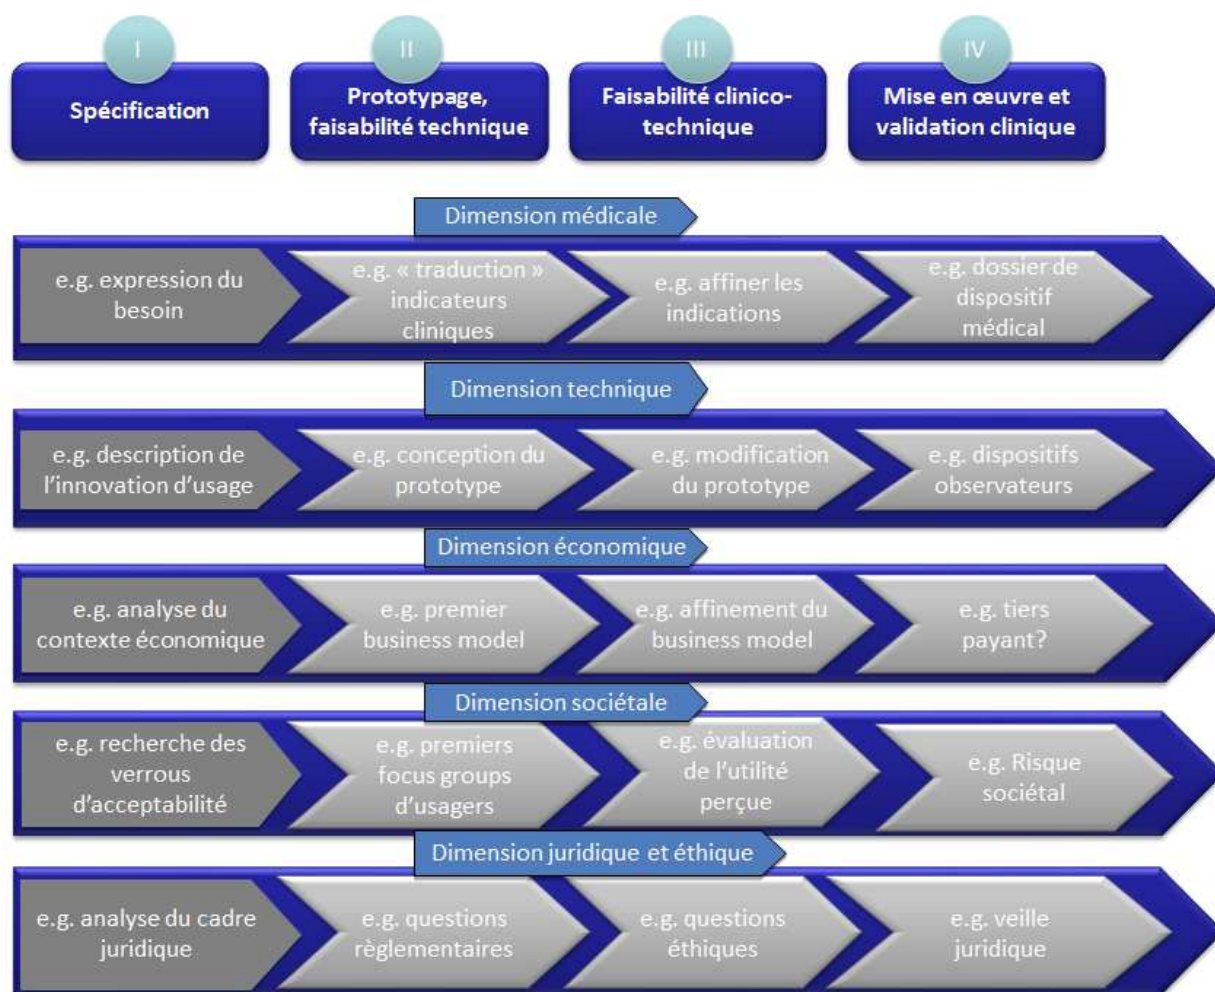 I
II
III
IV
Spécification
Prototypage,
faisabilité technique
Faisabilité clinico-
technique
Mise en œuvre et
validation clinique
Dimension médicale
e.g. expression du
besoin
e.g. « traduction »
indicateurs
cliniques
e.g. affiner les
indications
e.g. dossier de
dispositif
médical
Dimension technique
e.g. description de
l'innovation d'usage
e.g. conception du
prototype
e.g. modification
du prototype
e.g. dispositifs
observateurs
Dimension économique
e.g. analyse du
contexte économique
e.g. premier
business model
e.g. affinement du
business model
e.g. tiers
payant?
Dimension sociétale
e.g. recherche des
verrous
d'acceptabilité
e.g. premiers
focus groups
d'usagers
e.g. évaluation
de l'utilité
perçue
e.g. Risque
sociétal
Dimension juridique et éthique
e.g. analyse du cadre
juridique
e.g. questions
règlementaires
e.g. questions
éthiques
e.g. veille
juridique